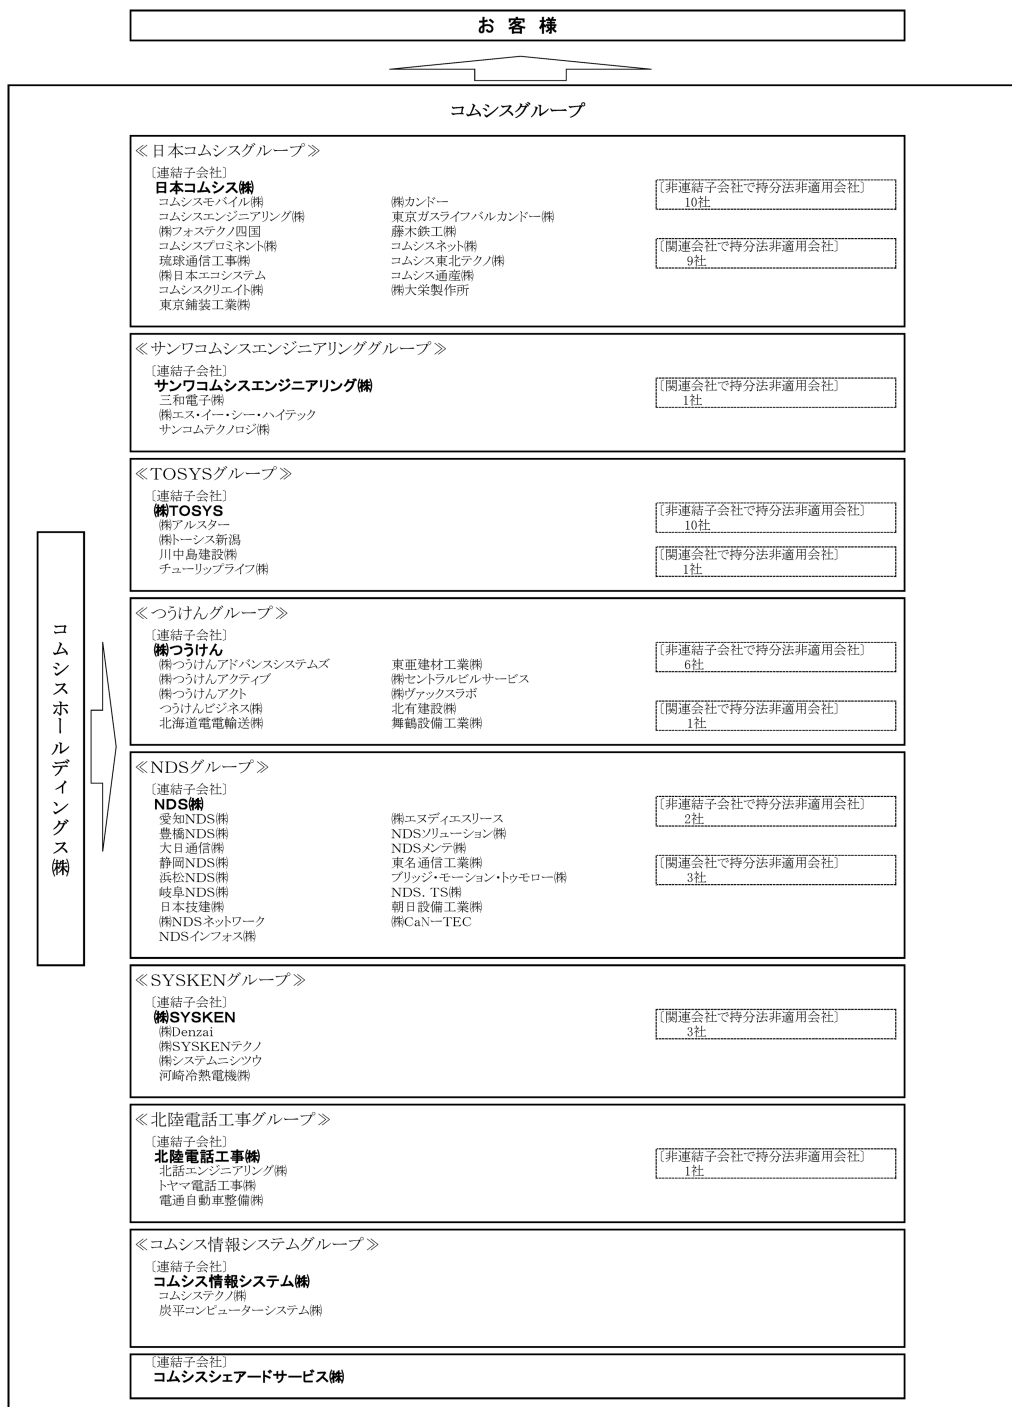 お 客 様
コムシスグループ
コムシスホールディングス㈱
≪日本コムシスグループ≫
〔連結子会社〕
日本コムシス㈱
コムシスモバイル㈱
コムシスエンジニアリング㈱
㈱フォステクノ四国
コムシスプロミネント㈱
琉球通信工事㈱
㈱日本エコシステム
コムシスクリエイト㈱
東京舗装工業㈱
㈱カンドー
東京ガスライフバルカンドー㈱
藤木鉄工㈱
コムシスネット㈱
コムシス東北テクノ㈱
コムシス通産㈱
㈱大栄製作所
〔非連結子会社で持分法非適用会社〕
10社
〔関連会社で持分法非適用会社〕
9社
≪サンワコムシスエンジニアリンググループ≫
〔連結子会社〕
サンワコムシスエンジニアリング㈱
三和電子㈱
㈱エス・イー・シー・ハイテック
サンコムテクノロジ㈱
〔関連会社で持分法非適用会社〕
1社
≪TOSYSグループ≫
〔連結子会社〕
㈱TOSYS
㈱アルスター
㈱トーシス新潟
川中島建設㈱
チューリップライフ㈱
〔非連結子会社で持分法非適用会社〕
10社
〔関連会社で持分法非適用会社〕
1社
≪つうけんグループ≫
〔連結子会社〕
㈱つうけん
㈱つうけんアドバンスシステムズ
㈱つうけんアクティブ
㈱つうけんアクト
つうけんビジネス㈱
北海道電電輸送㈱
東亜建材工業㈱
㈱セントラルビルサービス
㈱ヴァックスラボ
北有建設㈱
舞鶴設備工業㈱
〔非連結子会社で持分法非適用会社〕
6社
〔関連会社で持分法非適用会社〕
1社
≪NDSグループ≫
〔連結子会社〕
NDS㈱
愛知NDS㈱
豊橋NDS㈱
大日通信㈱
静岡NDS㈱
浜松NDS㈱
岐阜NDS㈱
日本技建㈱
㈱NDSネットワーク
NDSインフォス㈱
㈱エヌディエスリース
NDSソリューション㈱
NDSメンテ㈱
東名通信工業㈱
ブリッジ・モーション・トゥモロー㈱
NDS．TS㈱
朝日設備工業㈱
㈱CaN－TEC
〔非連結子会社で持分法非適用会社〕
2社
〔関連会社で持分法非適用会社〕
3社
≪SYSKENグループ≫
〔連結子会社〕
㈱SYSKEN
㈱Denzai
㈱SYSKENテクノ
㈱システムニシツウ
河崎冷熱電機㈱
〔関連会社で持分法非適用会社〕
3社
≪北陸電話工事グループ≫
〔連結子会社〕
北陸電話工事㈱
北話エンジニアリング㈱
トヤマ電話工事㈱
電通自動車整備㈱
〔非連結子会社で持分法非適用会社〕
1社
≪コムシス情報システムグループ≫
〔連結子会社〕
コムシス情報システム㈱
コムシステクノ㈱
炭平コンピューターシステム㈱
〔連結子会社〕
コムシスシェアードサービス㈱